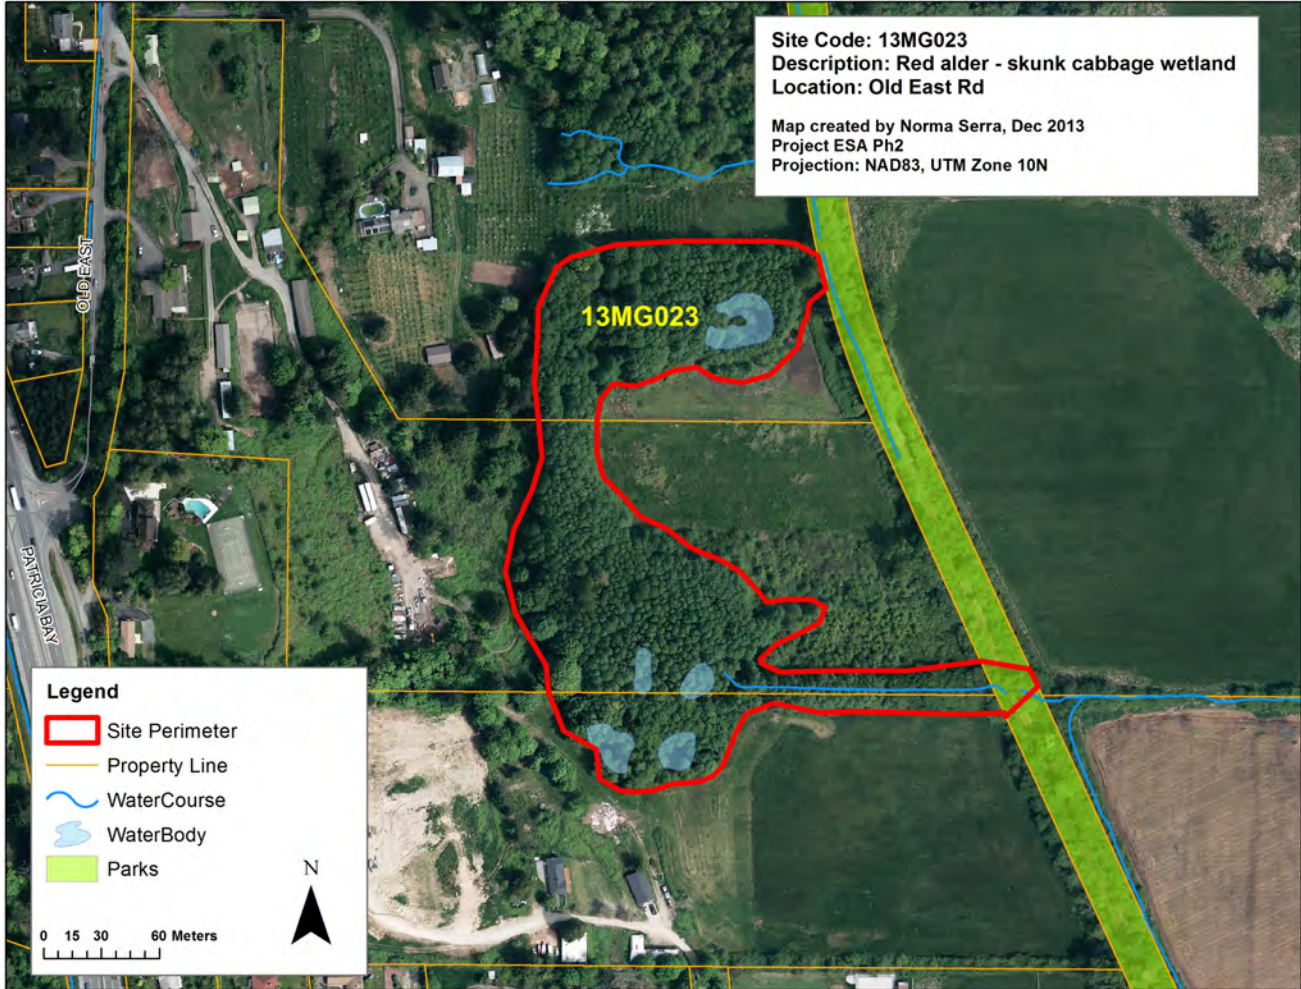 Site Code: 13MG023
Description: Red alder - skunk cabbage wetland
Location: Old East Rd
Map created by Norma Serra, Dec 2013
Project ESA Ph2
Projection: NAD83, UTM Zone 10N
OLD EAST
13MG023
PATRICIA BAY
Legend
Site Perimeter
Property Line
WaterCourse
WaterBody
Parks
N
0 15 30 60 Meters